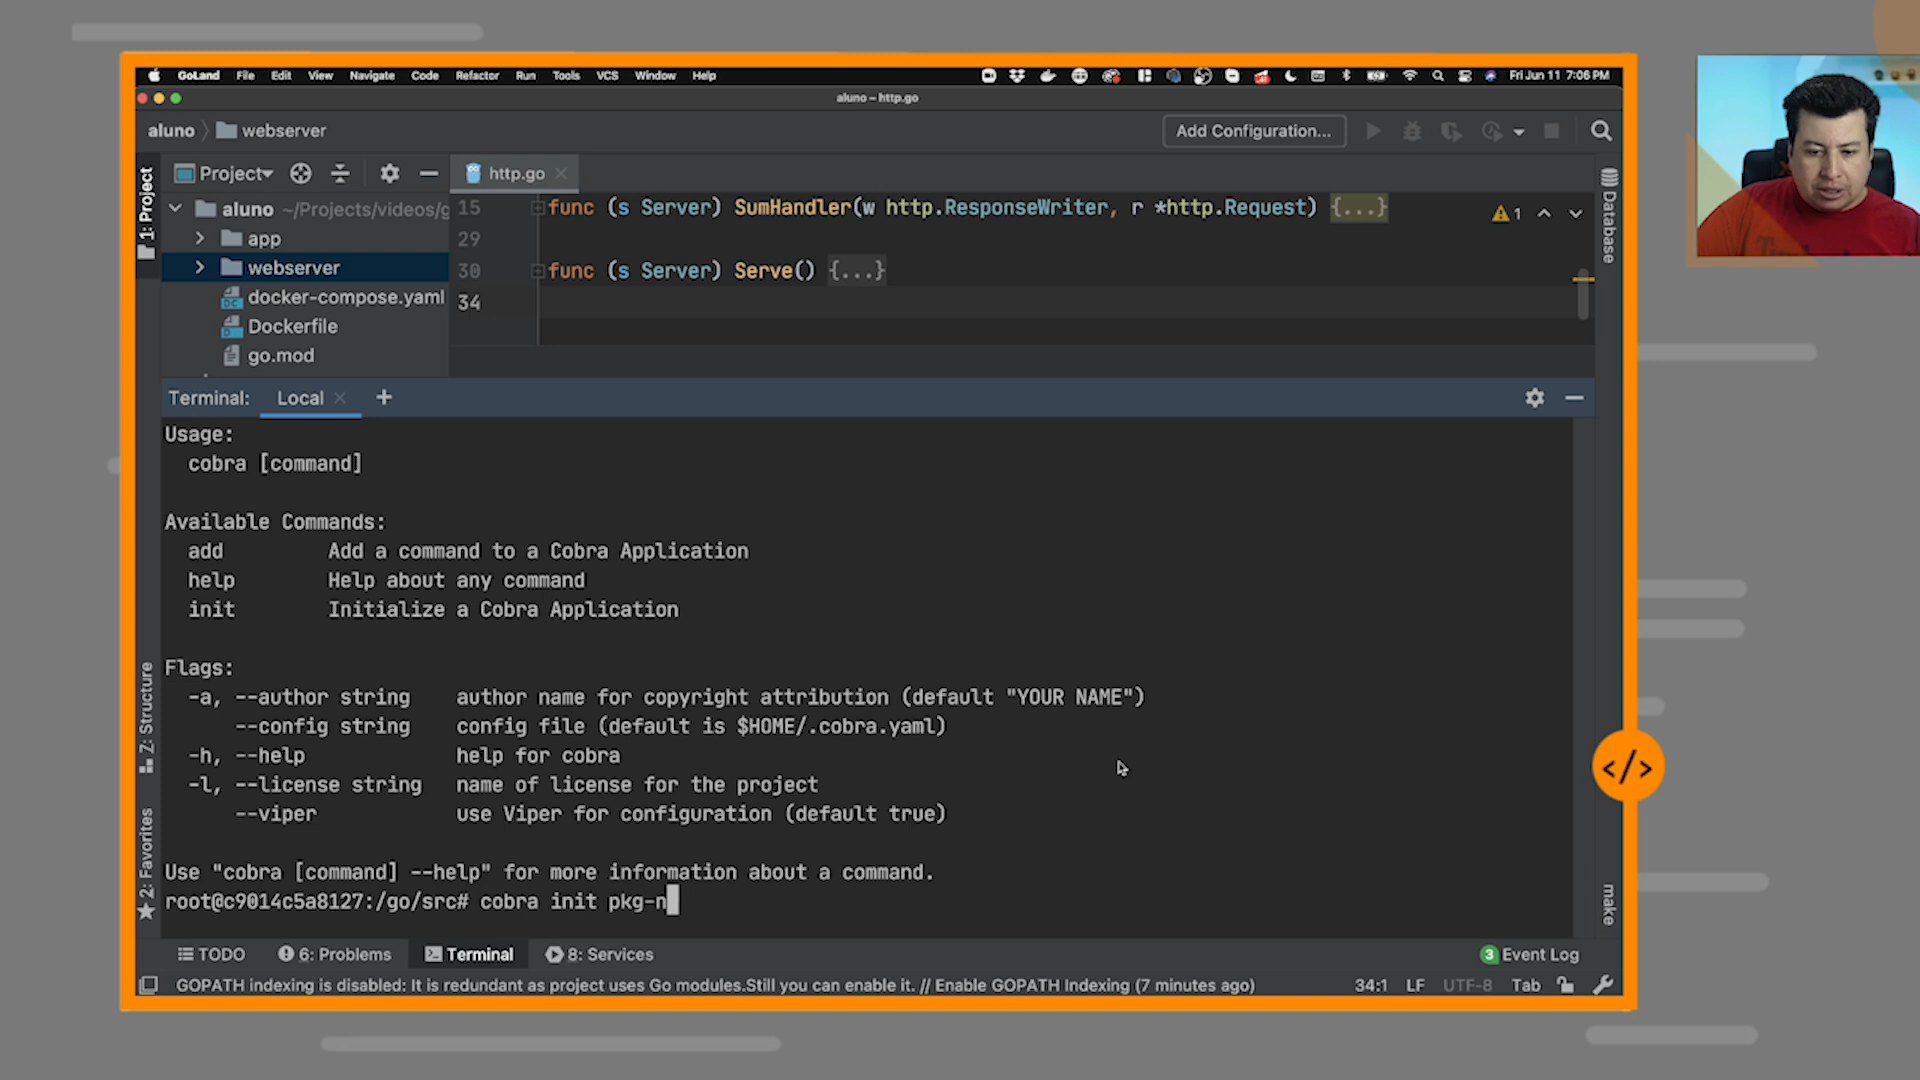 GoLand File Edit View Navigate Code Refactor Run Tools VCS Window Help Fri Jun 11 7:06 PM
aluno – http.go
aluno webserver Add Configuration...
1: Project
Project
http.go
aluno ~/Projects/videos/g
app
webserver
docker-compose.yaml
Dockerfile
go.mod
15 func (s Server) SumHandler(w http.ResponseWriter, r *http.Request) {...}
29
30 func (s Server) Serve() {...}
34
1
Database
Terminal: Local +
Usage:
cobra [command]
Available Commands:
add Add a command to a Cobra Application
help Help about any command
init Initialize a Cobra Application
Flags:
-a, --author string author name for copyright attribution (default "YOUR NAME")
--config string config file (default is $HOME/.cobra.yaml)
-h, --help help for cobra
-l, --license string name of license for the project
--viper use Viper for configuration (default true)
Use "cobra [command] --help" for more information about a command.
root@c9014c5a8127:/go/src# cobra init pkg-n
Z: Structure
2: Favorites
make
</>
TODO 6: Problems Terminal 8: Services 3 Event Log
GOPATH indexing is disabled: It is redundant as project uses Go modules.Still you can enable it. // Enable GOPATH Indexing (7 minutes ago) 34:1 LF UTF-8 Tab